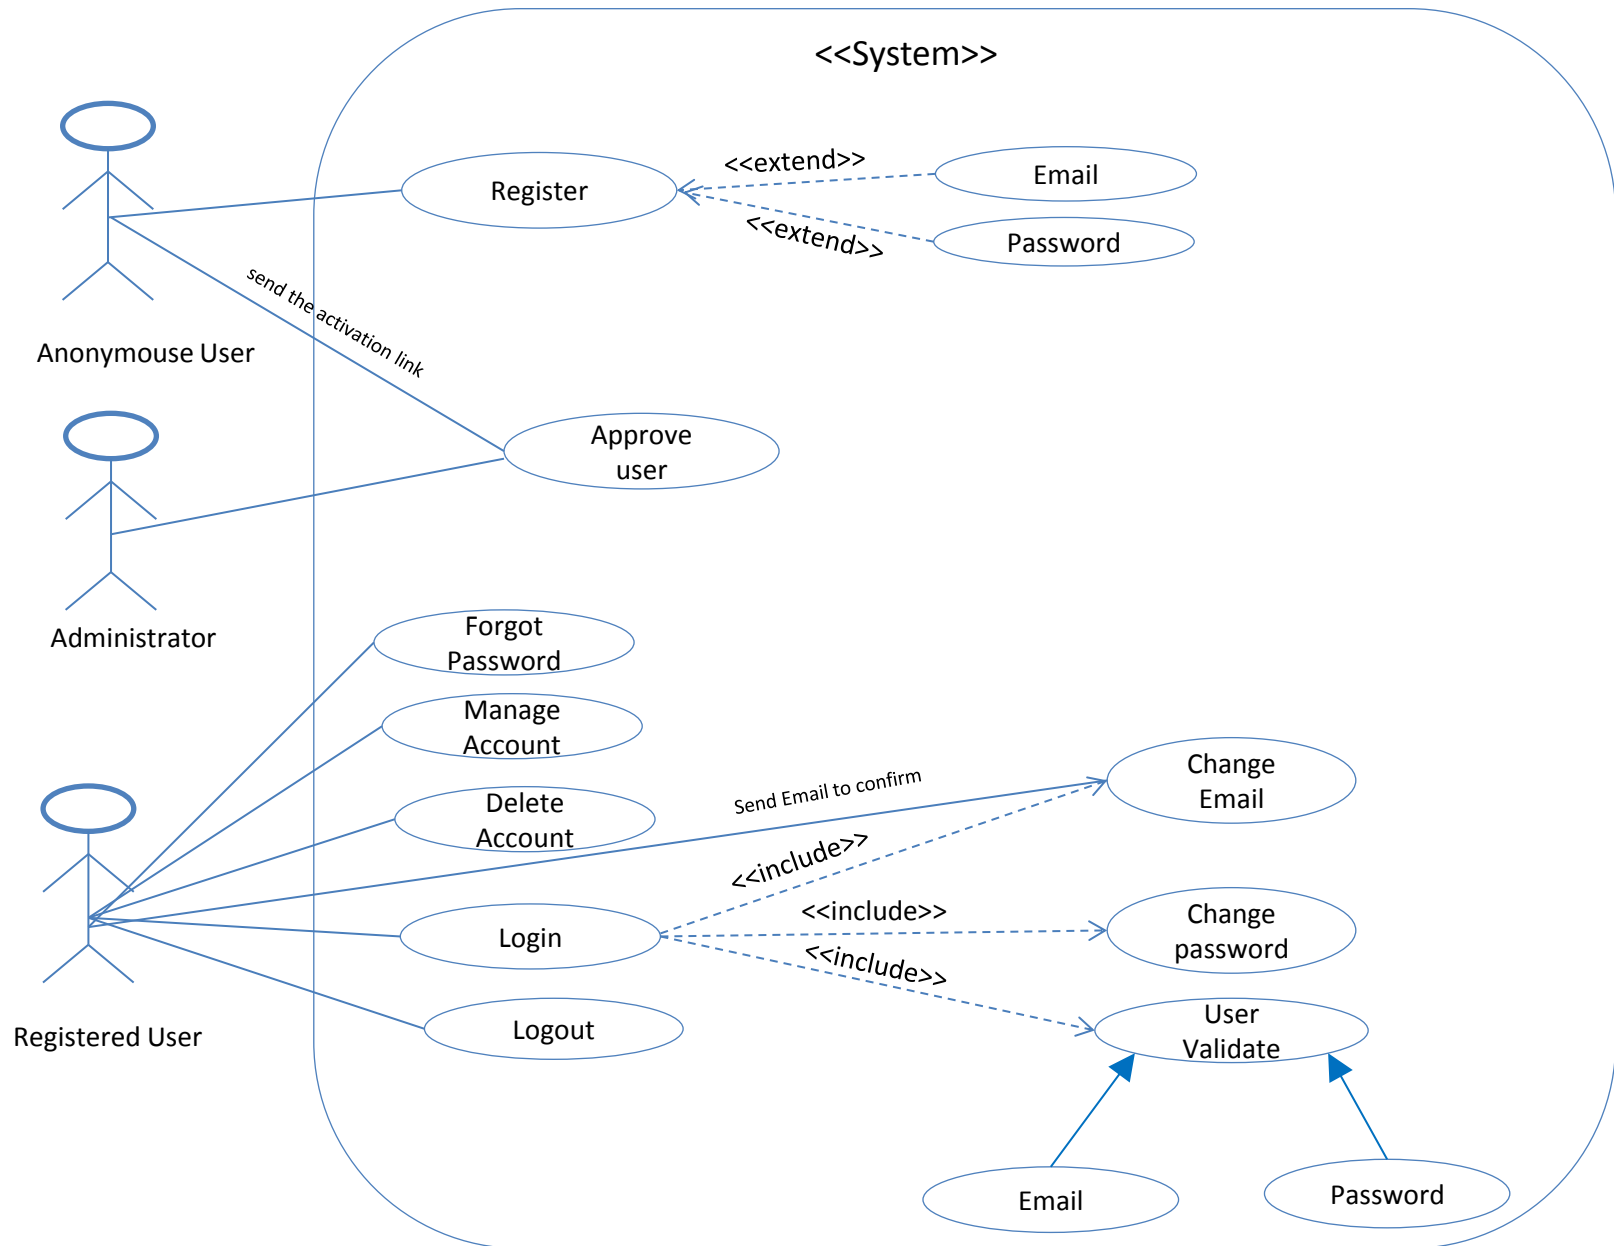 <<System>>
<<extend>>
Email
Register
<<extend>>
Password
send the activation link
Anonymouse User
Approve
user
Administrator
Forgot
Password
Manage
Account
Delete
Account
Send Email to confirm
Change
Email
<<include>>
Login
<<include>>
Change
password
<<include>>
Logout
User
Validate
Registered User
Email
Password